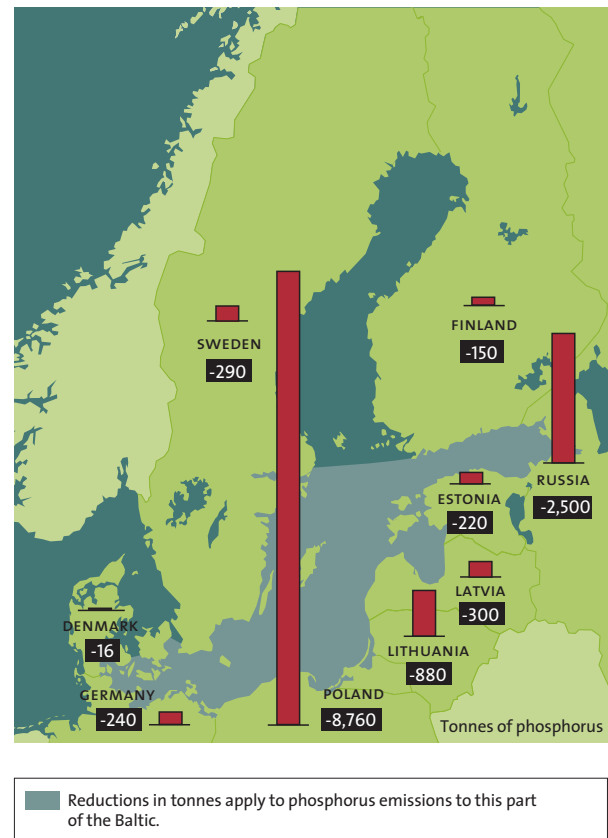 SWEDEN
-290
FINLAND
-150
RUSSIA
-2,500
ESTONIA
-220
LATVIA
-300
LITHUANIA
-880
DENMARK
-16
GERMANY
-240
POLAND
-8,760
Tonnes of phosphorus
Reductions in tonnes apply to phosphorus emissions to this part
of the Baltic.